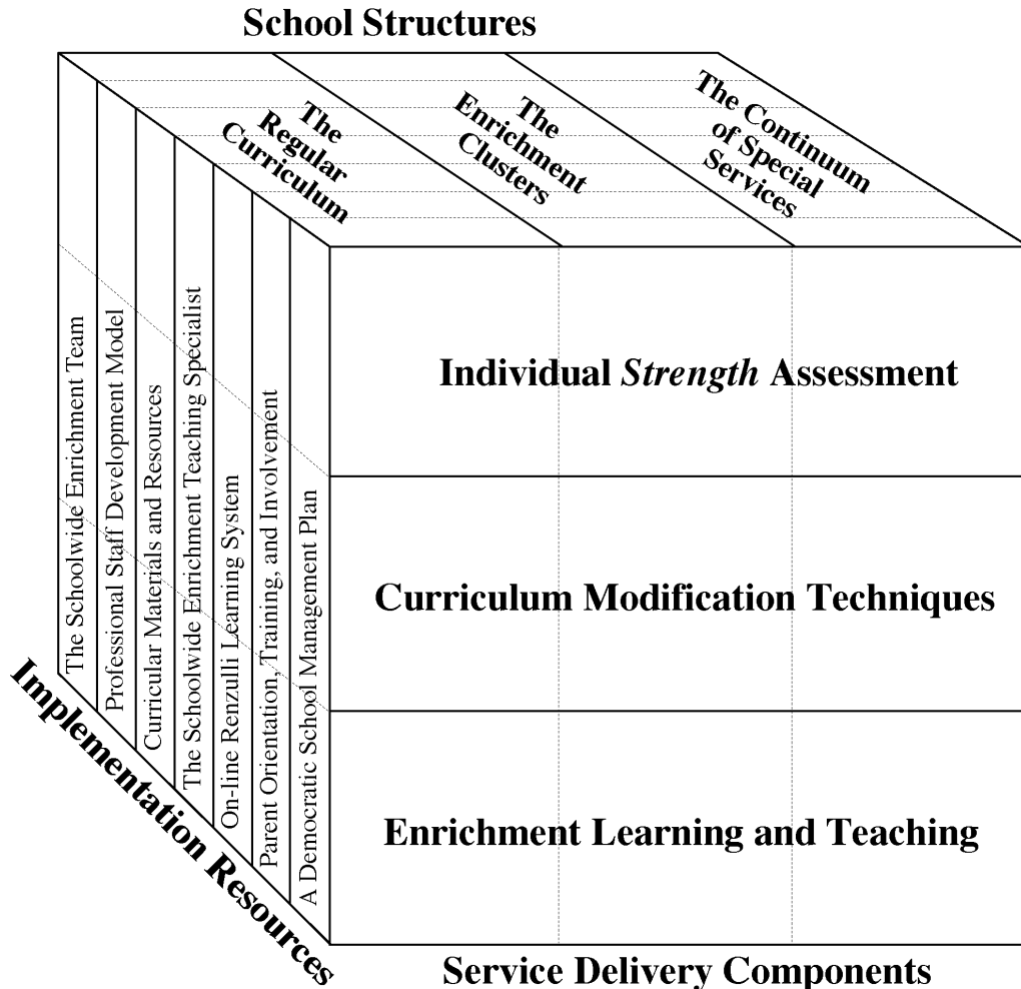 School Structures
The
Regular
Curriculum
The
Enrichment
Clusters
The Continuum
of Special
Services
The Schoolwide Enrichment Team
Professional Staff Development Model
Curricular Materials and Resources
The Schoolwide Enrichment Teaching Specialist
On-line Renzulli Learning System
Parent Orientation, Training, and Involvement
A Democratic School Management Plan
Individual Strength Assessment
Curriculum Modification Techniques
Enrichment Learning and Teaching
Implementation Resources
Service Delivery Components